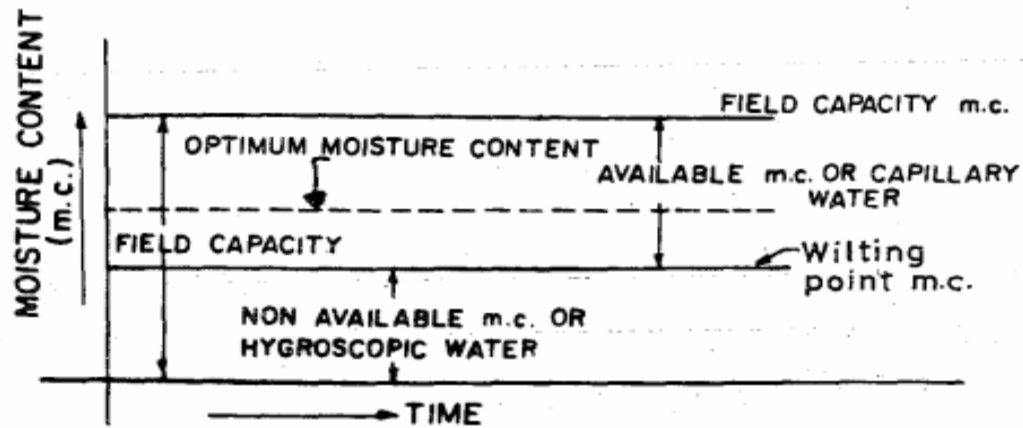 MOISTURE CONTENT
(m.c.)
FIELD CAPACITY m.c.
OPTIMUM MOISTURE CONTENT
AVAILABLE m.c. OR CAPILLARY
WATER
FIELD CAPACITY
Wilting
point m.c.
NON AVAILABLE m.c. OR
HYGROSCOPIC WATER
TIME